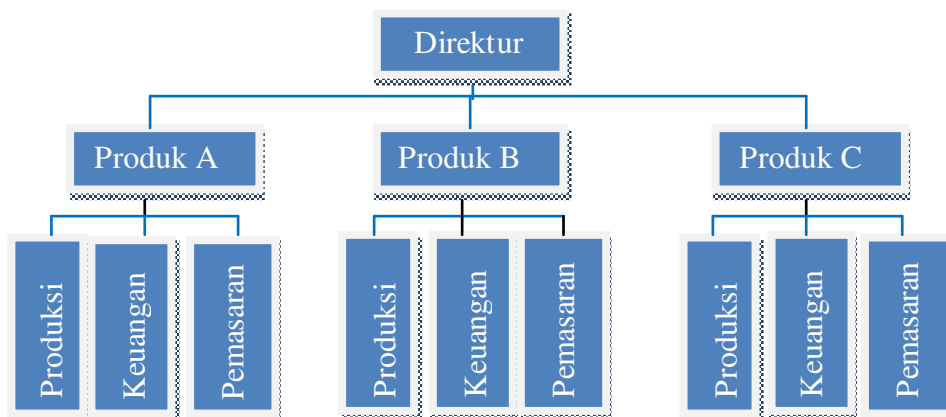 Direktur
Produk A
Produk B
Produk C
Produksi
Keuangan
Pemasaran
Produksi
Keuangan
Pemasaran
Produksi
Keuangan
Pemasaran